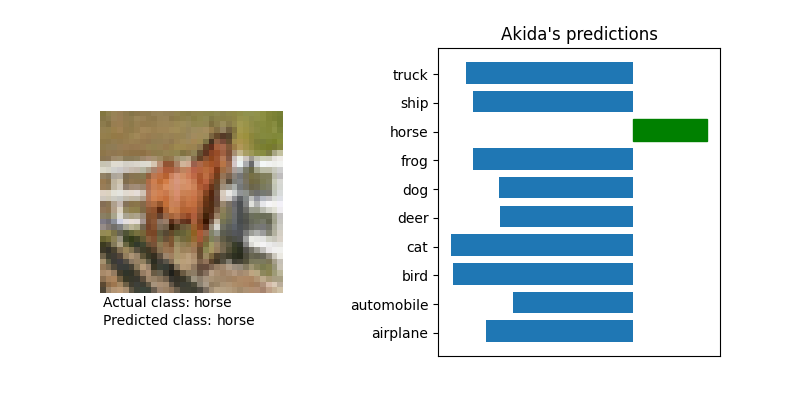 Akida's predictions
truck
ship
horse
frog
dog
deer
cat
bird
automobile
airplane
Actual class: horse
Predicted class: horse